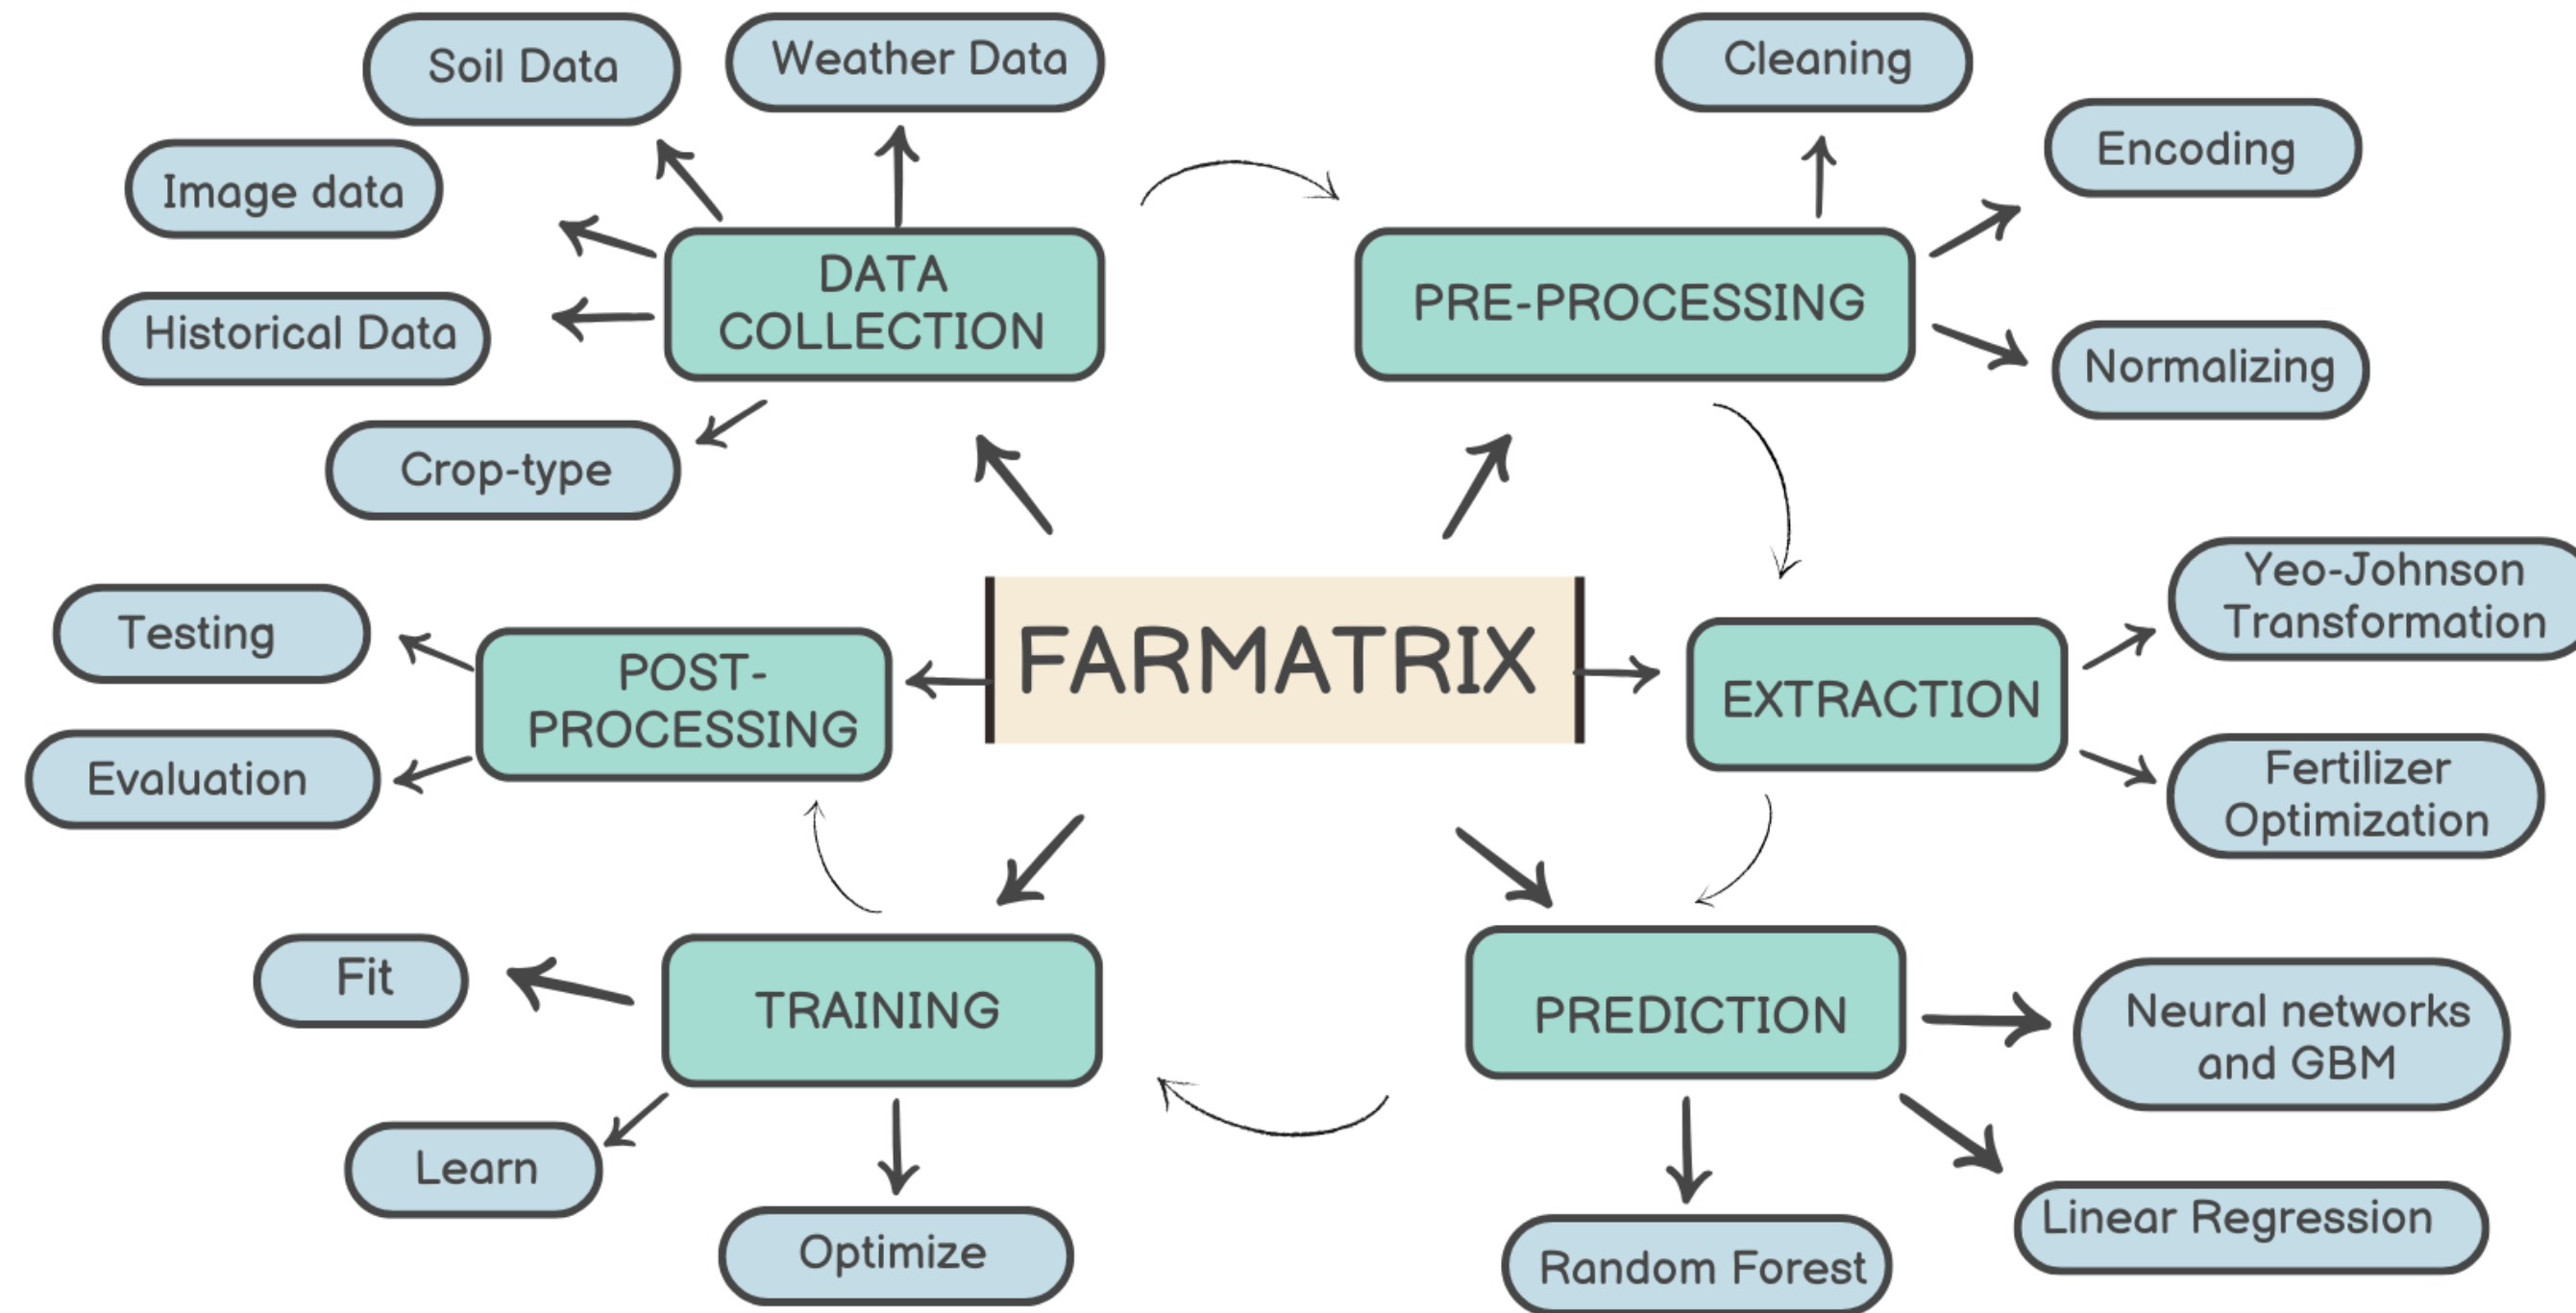 Soil Data
Weather Data
Image data
Historical Data
DATA
COLLECTION
Crop-type
Cleaning
Encoding
PRE-PROCESSING
Normalizing
FARMATRIX
Testing
POST-
PROCESSING
Evaluation
EXTRACTION
Yeo-Johnson
Transformation
Fertilizer
Optimization
Fit
TRAINING
Learn
Optimize
PREDICTION
Neural networks
and GBM
Linear Regression
Random Forest